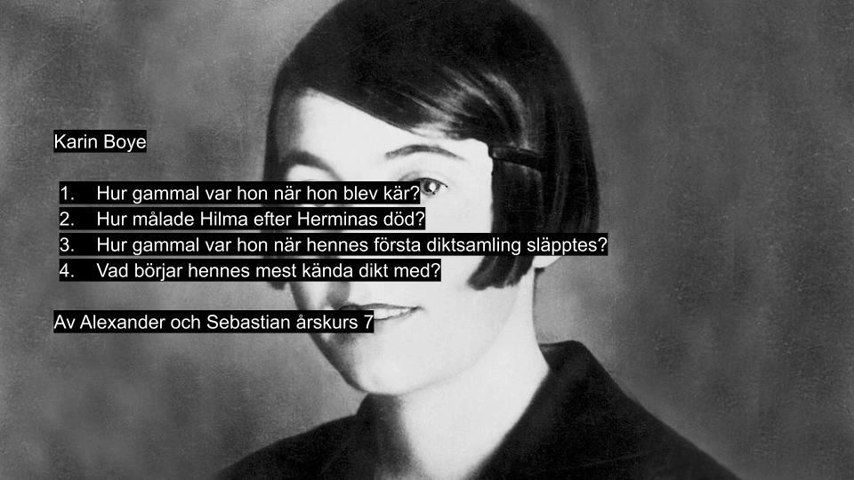 Karin Boye
1. Hur gammal var hon när hon blev kär?
2. Hur målade Hilma efter Herminas död?
3. Hur gammal var hon när hennes första diktsamling släpptes?
4. Vad börjar hennes mest kända dikt med?
Av Alexander och Sebastian årskurs 7